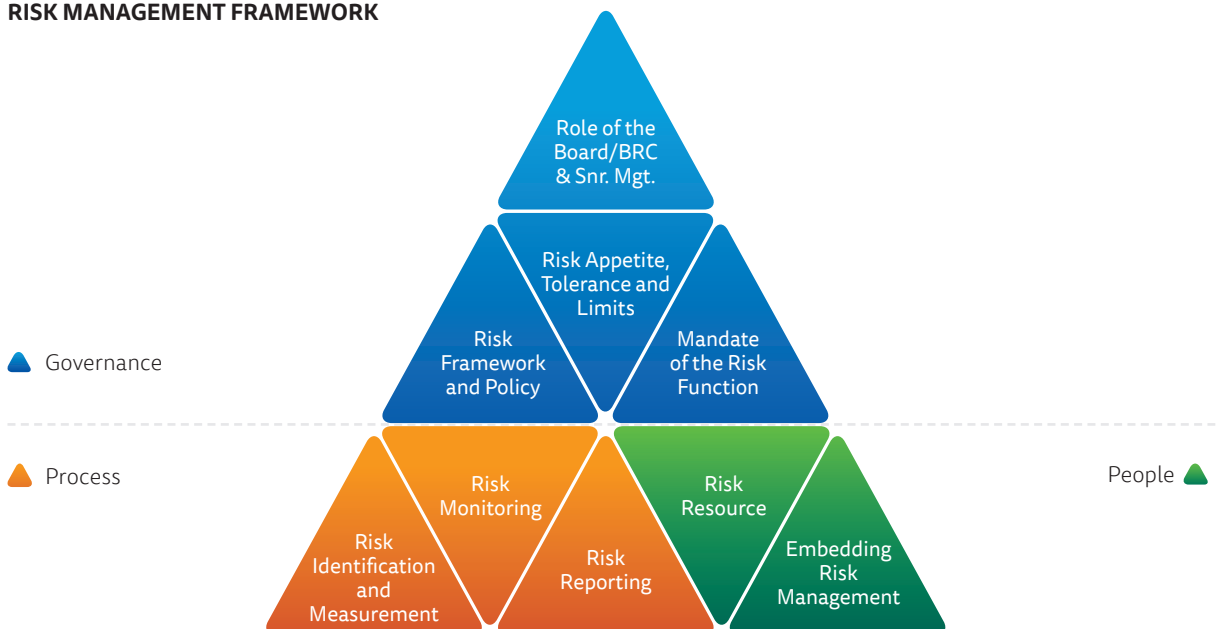 RISK MANAGEMENT FRAMEWORK
Role of the
Board/BRC
& Snr. Mgt.
Risk Appetite,
Tolerance and
Limits
Risk
Framework
and Policy
Mandate
of the Risk
Function
Governance
Process
People
Risk
Monitoring
Risk
Resource
Risk
Identification
and
Measurement
Risk
Reporting
Embedding
Risk
Management